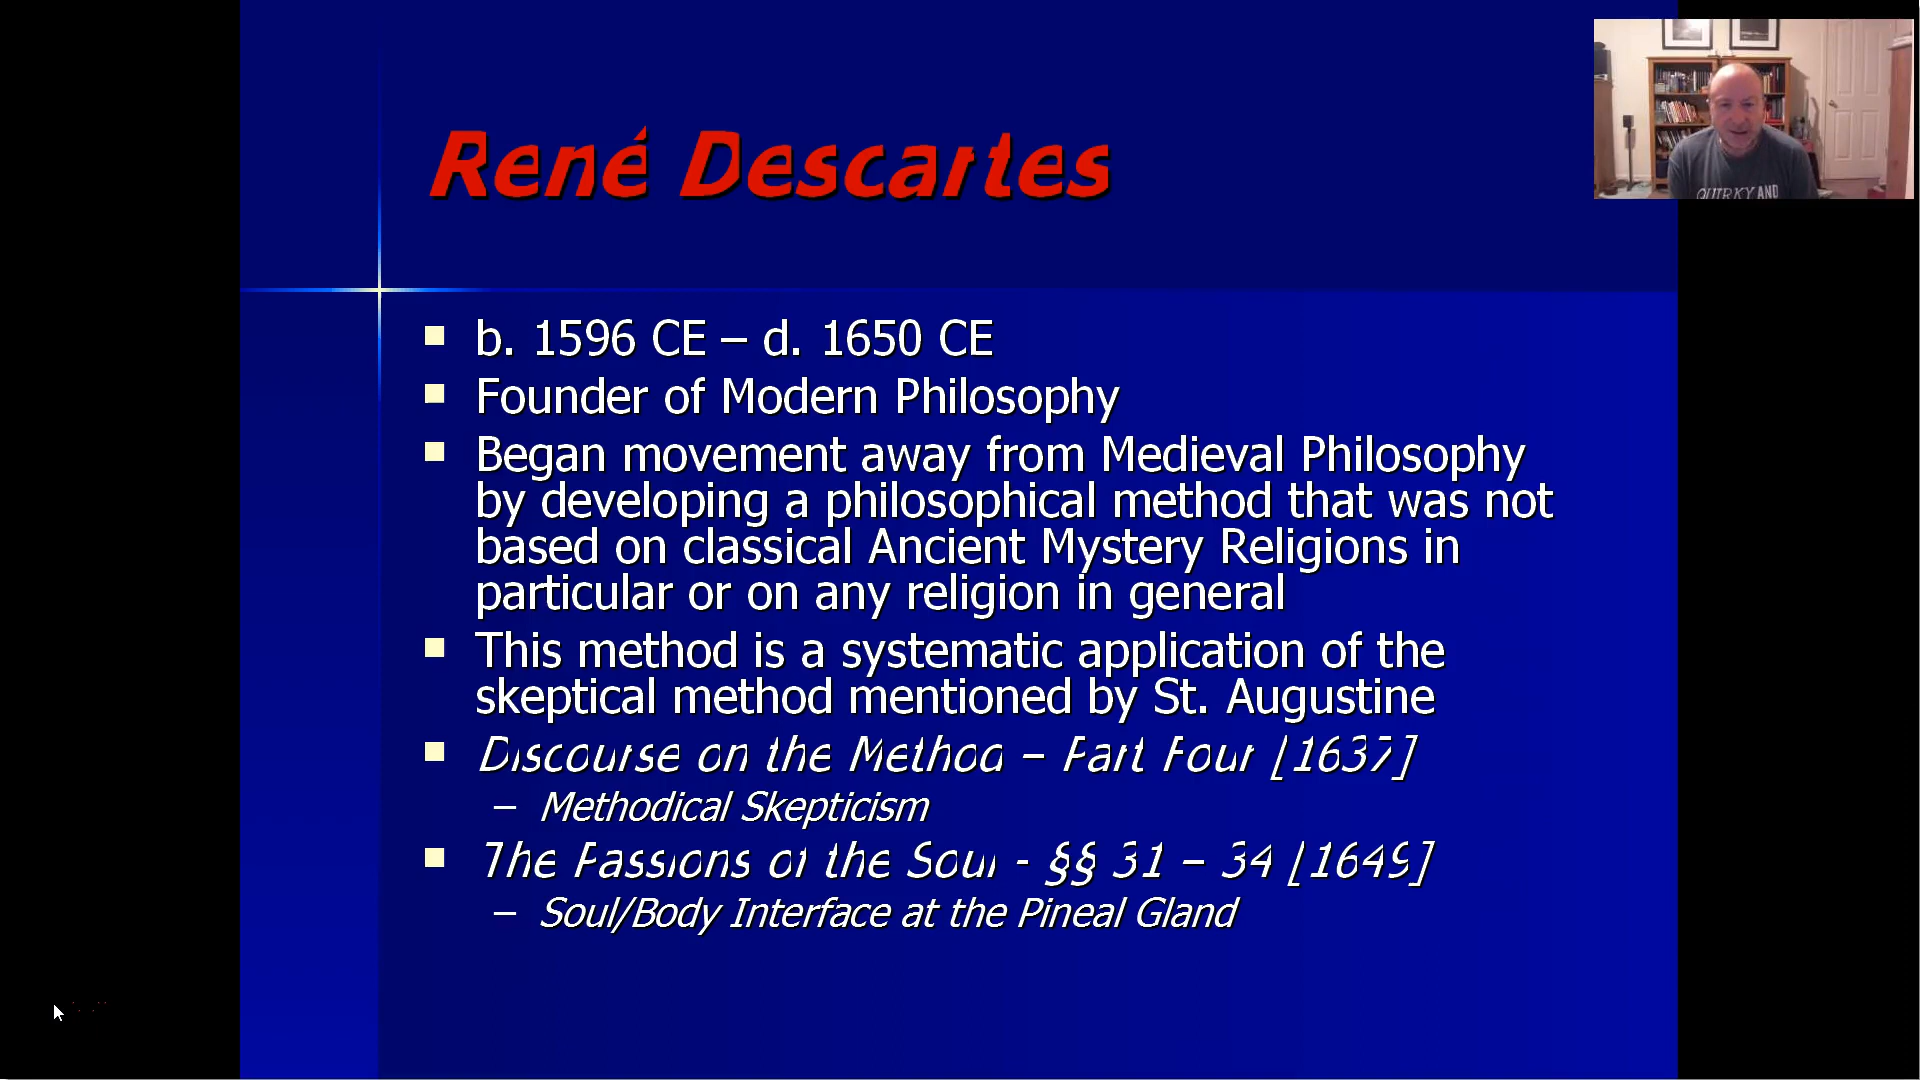 René Descartes
b. 1596 CE – d. 1650 CE
Founder of Modern Philosophy
Began movement away from Medieval Philosophy
by developing a philosophical method that was not
based on classical Ancient Mystery Religions in
particular or on any religion in general
This method is a systematic application of the
skeptical method mentioned by St. Augustine
Discourse on the Method – Part Four [1637]
– Methodical Skepticism
The Passions of the Soul - §§ 31 – 34 [1649]
– Soul/Body Interface at the Pineal Gland
QUIRKY AND